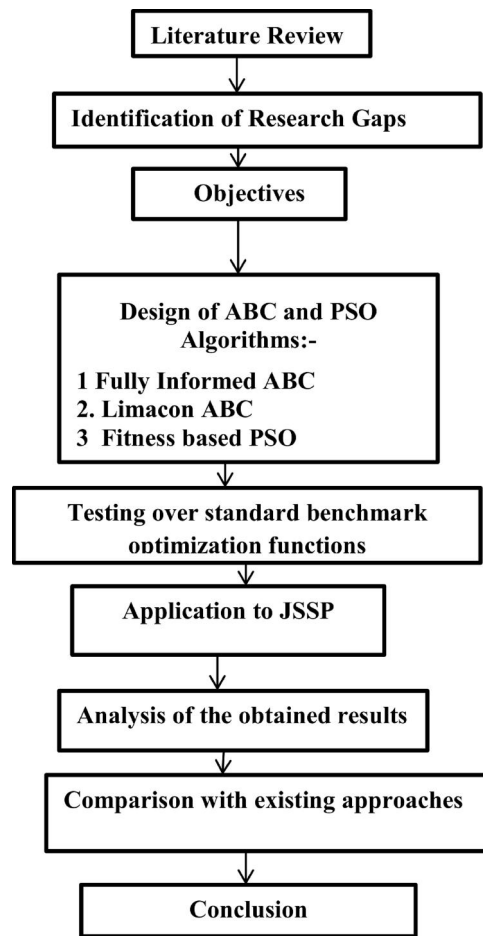 Literature Review
Identification of Research Gaps
Objectives
Design of ABC and PSO
Algorithms:-
1 Fully Informed ABC
2. Limacon ABC
3 Fitness based PSO
Testing over standard benchmark
optimization functions
Application to JSSP
Analysis of the obtained results
Comparison with existing approaches
Conclusion